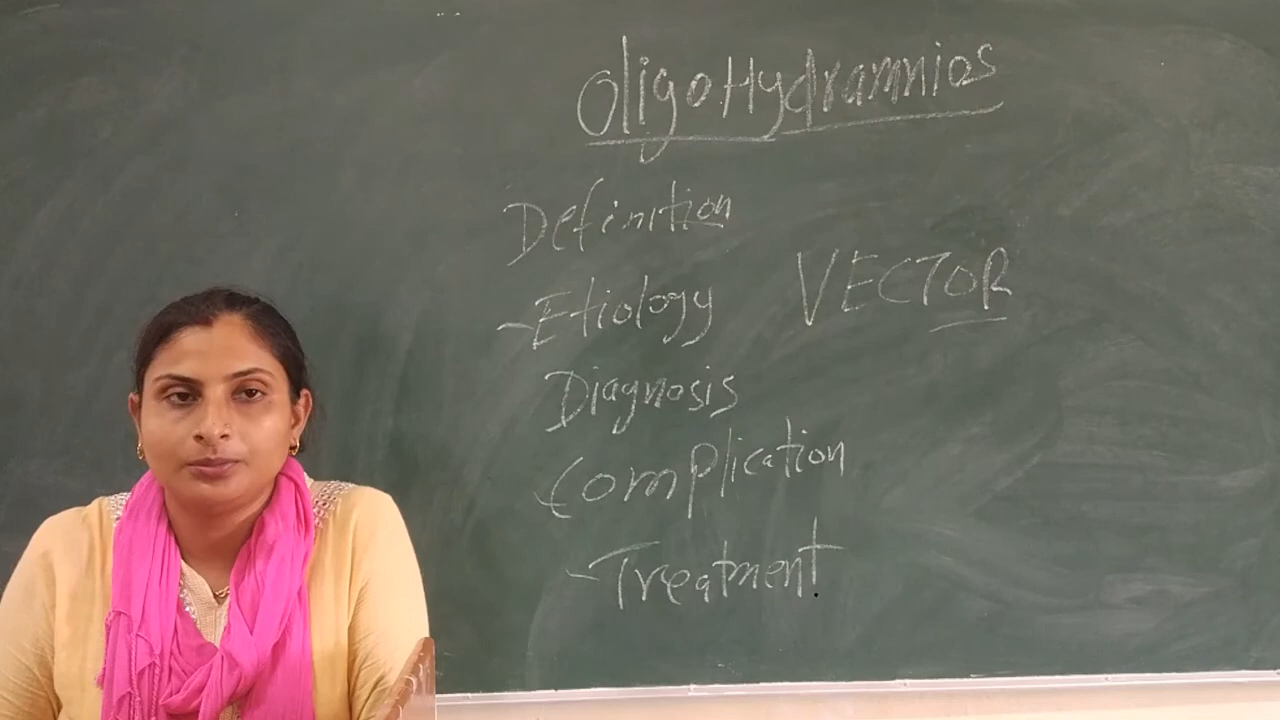 OligoHydramnios
Definition
-Etiology
VECTOR
Diagnosis
Complication
-Treatment